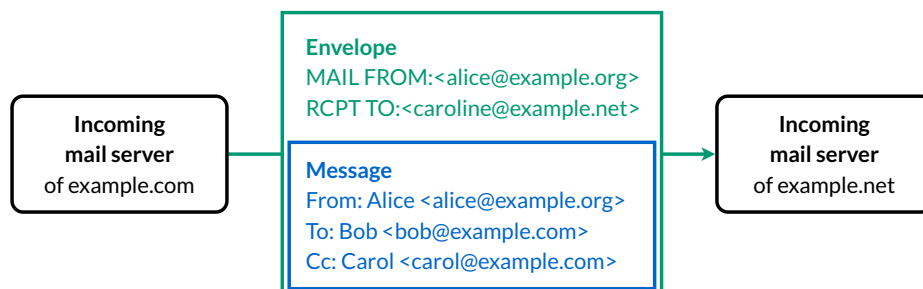 Incoming
mail server
of example.com
Envelope
MAIL FROM:<alice@example.org>
RCPT TO:<caroline@example.net>
Message
From: Alice <alice@example.org>
To: Bob <bob@example.com>
Cc: Carol <carol@example.com>
Incoming
mail server
of example.net